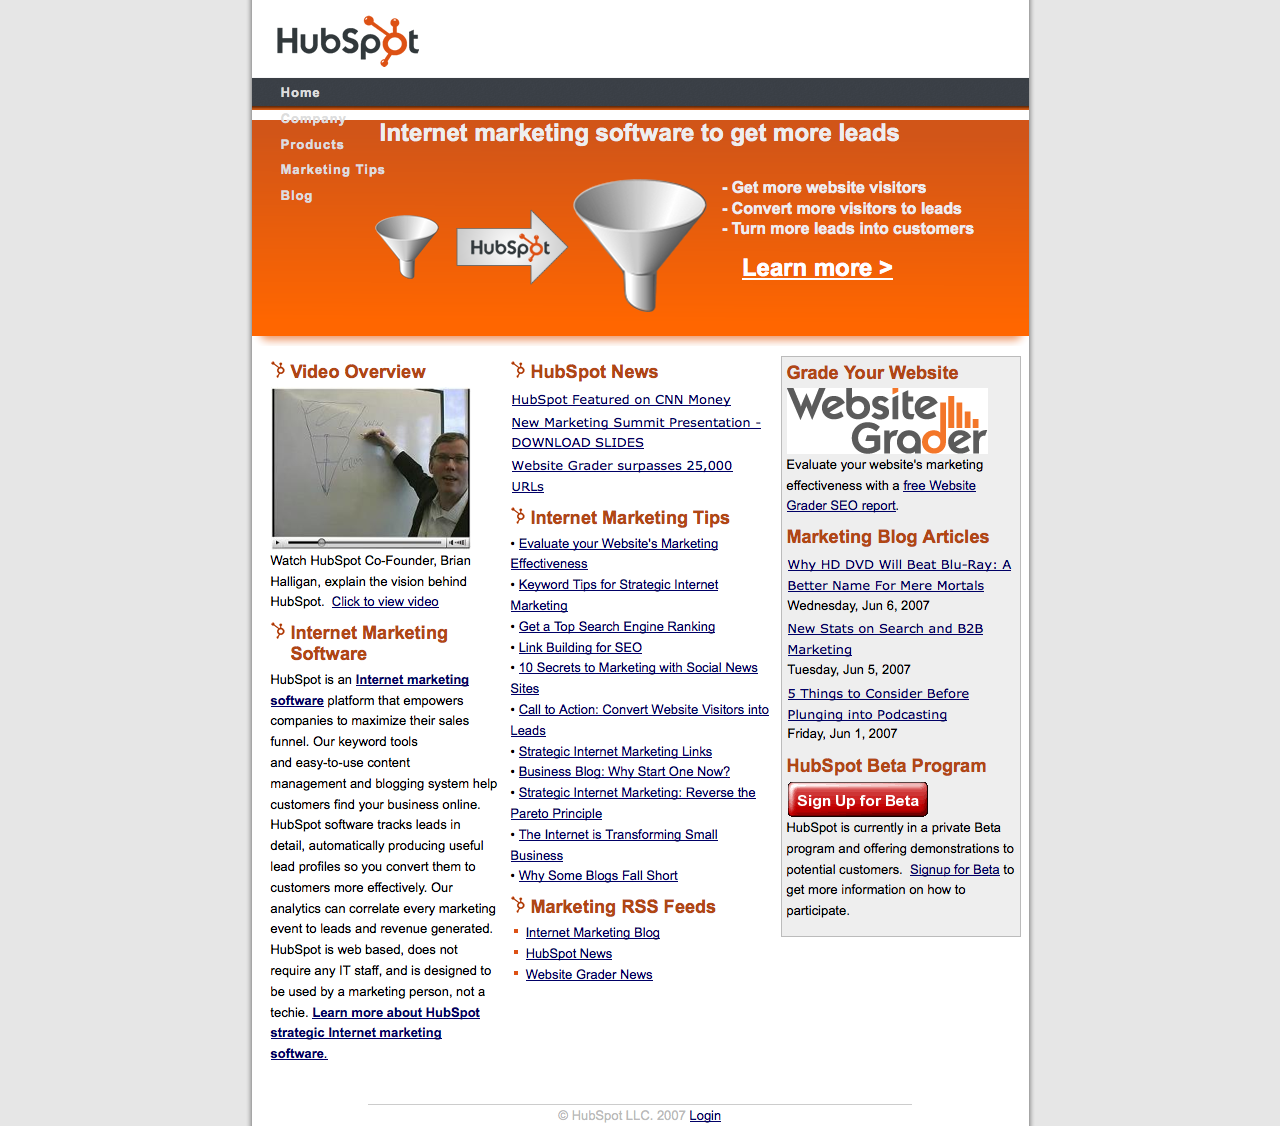 HubSpot
Home
Company
Products
Marketing Tips
Blog
Internet marketing software to get more leads
- Get more website visitors
- Convert more visitors to leads
- Turn more leads into customers
HubSpot
Learn more >
Video Overview
Watch HubSpot Co-Founder, Brian
Halligan, explain the vision behind
HubSpot. Click to view video
Internet Marketing
Software
HubSpot is an Internet marketing
software platform that empowers
companies to maximize their sales
funnel. Our keyword tools
and easy-to-use content
management and blogging system help
customers find your business online.
HubSpot software tracks leads in
detail, automatically producing useful
lead profiles so you convert them to
customers more effectively. Our
analytics can correlate every marketing
event to leads and revenue generated.
HubSpot is web based, does not
require any IT staff, and is designed to
be used by a marketing person, not a
techie. Learn more about HubSpot
strategic Internet marketing
software.
HubSpot News
HubSpot Featured on CNN Money
New Marketing Summit Presentation -
DOWNLOAD SLIDES
Website Grader surpasses 25,000
URLs
Internet Marketing Tips
• Evaluate your Website's Marketing
Effectiveness
• Keyword Tips for Strategic Internet
Marketing
• Get a Top Search Engine Ranking
• Link Building for SEO
• 10 Secrets to Marketing with Social News
Sites
• Call to Action: Convert Website Visitors into
Leads
• Strategic Internet Marketing Links
• Business Blog: Why Start One Now?
• Strategic Internet Marketing: Reverse the
Pareto Principle
• The Internet is Transforming Small
Business
• Why Some Blogs Fall Short
Marketing RSS Feeds
Internet Marketing Blog
HubSpot News
Website Grader News
Grade Your Website
Website
Grader
Evaluate your website's marketing
effectiveness with a free Website
Grader SEO report.
Marketing Blog Articles
Why HD DVD Will Beat Blu-Ray: A
Better Name For Mere Mortals
Wednesday, Jun 6, 2007
New Stats on Search and B2B
Marketing
Tuesday, Jun 5, 2007
5 Things to Consider Before
Plunging into Podcasting
Friday, Jun 1, 2007
HubSpot Beta Program
Sign Up for Beta
HubSpot is currently in a private Beta
program and offering demonstrations to
potential customers. Signup for Beta to
get more information on how to
participate.
© HubSpot LLC. 2007 Login